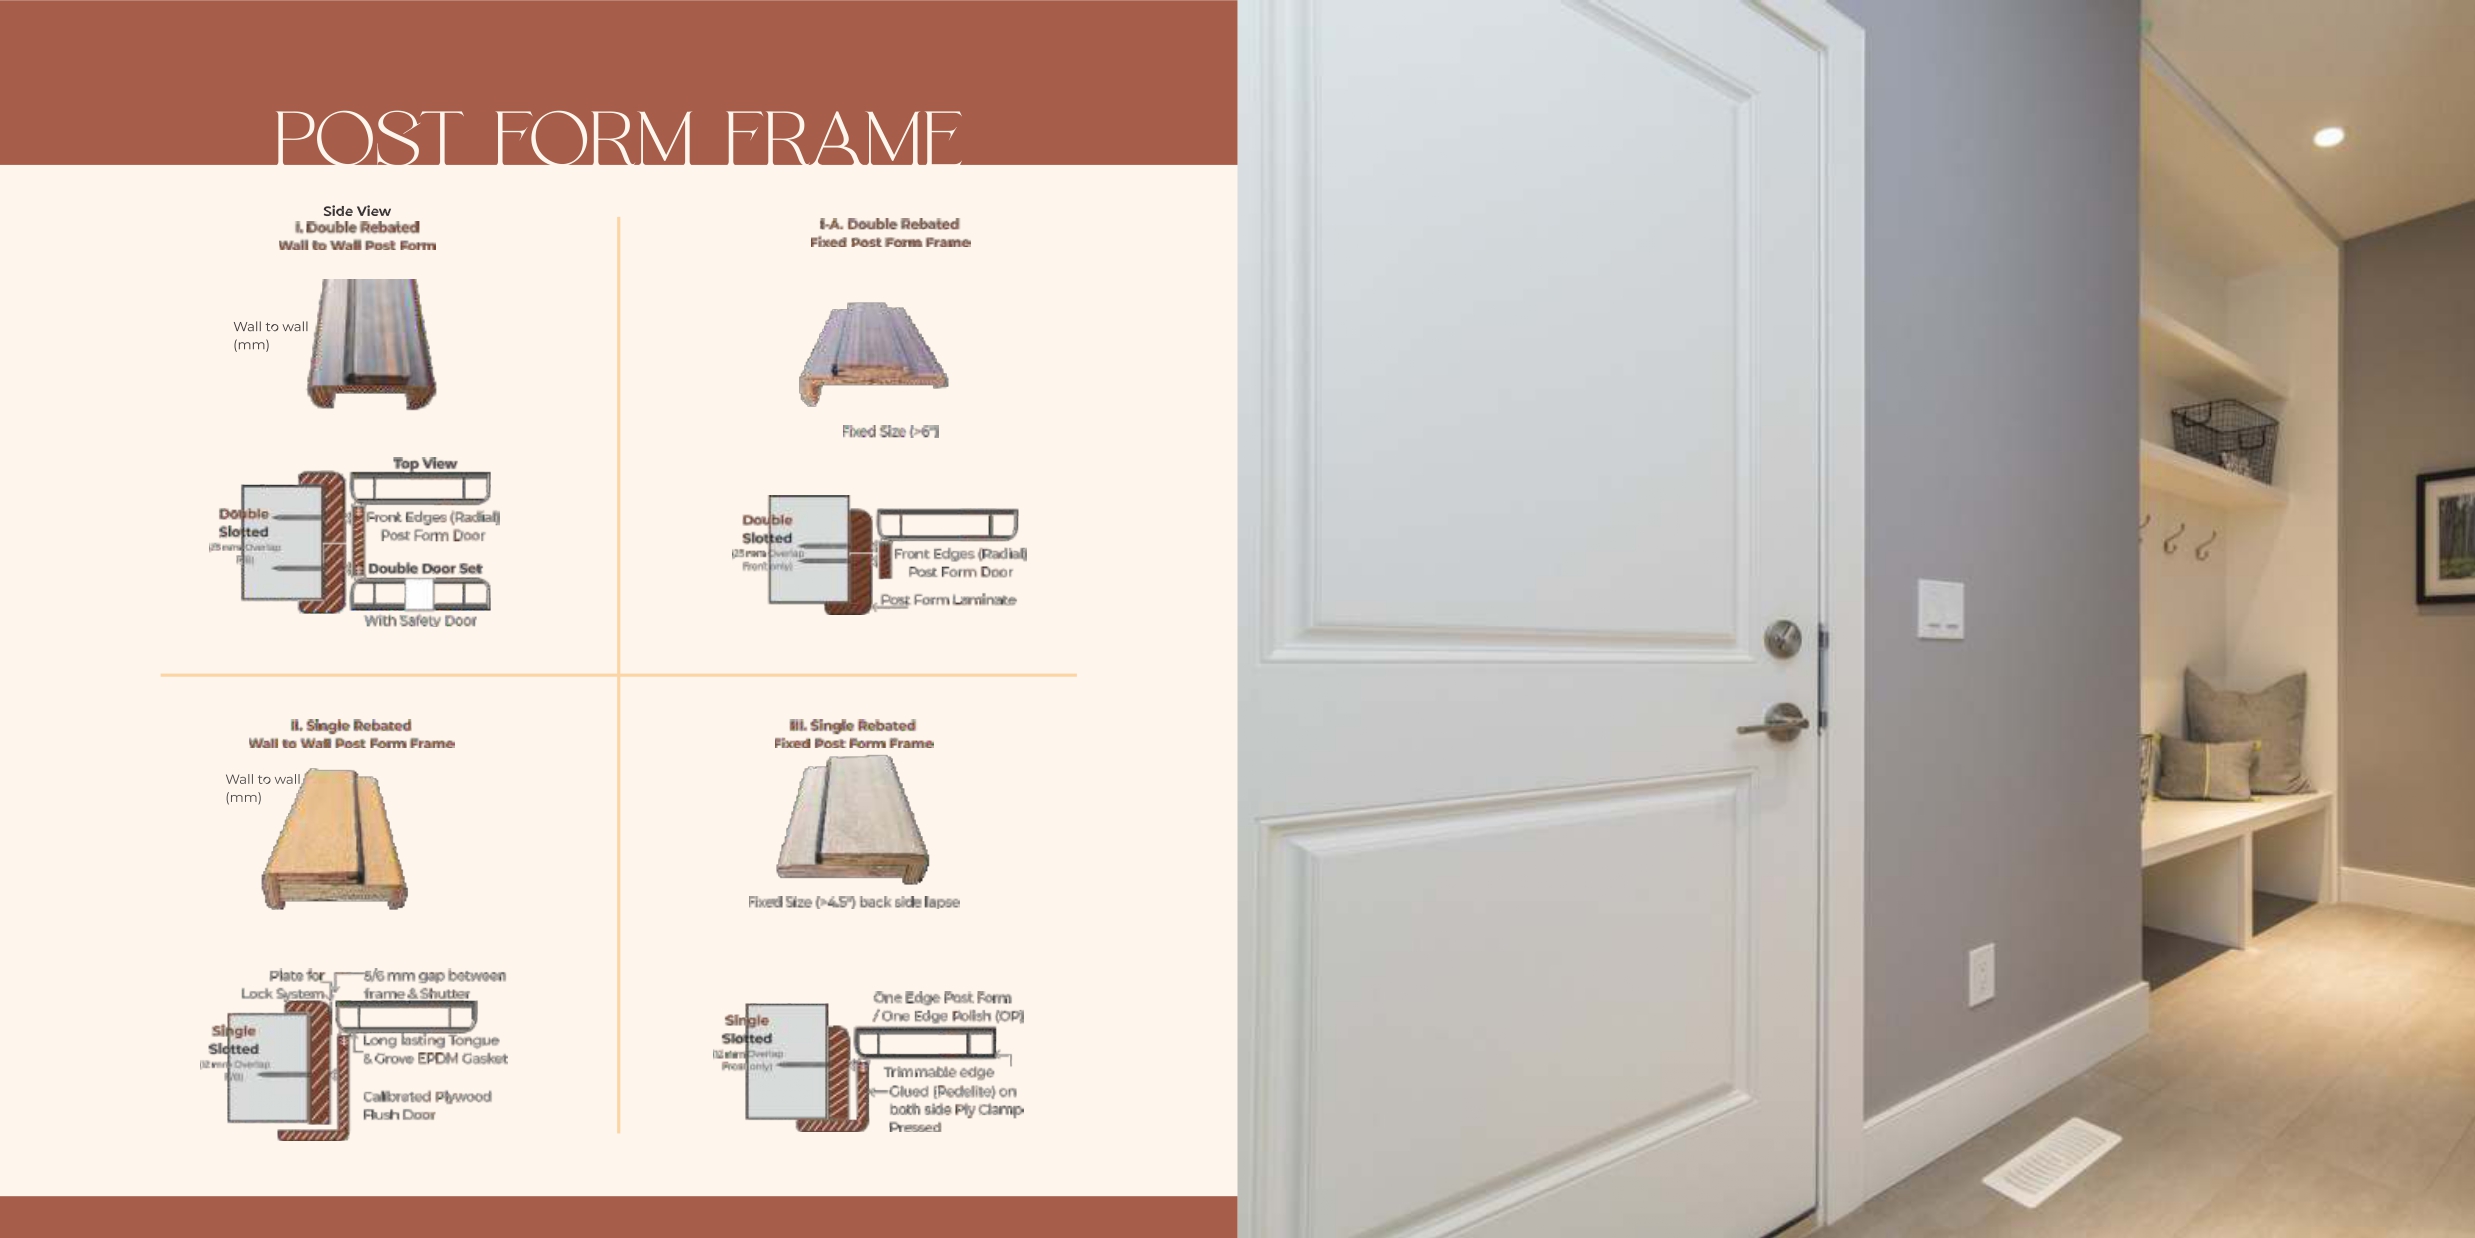 POST FORM FRAME
Side View
I. Double Rebated
Wall to Wall Post Form
Wall to wall
(mm)
Top View
Double
Slotted
(25 mm Overlap
F/B)
Front Edges (Radial)
Post Form Door
Double Door Set
With Safety Door
I-A. Double Rebated
Fixed Post Form Frame
Fixed Size (>6")
Double
Slotted
(25 mm Overlap
Front only)
Front Edges (Radial)
Post Form Door
Post Form Laminate
II. Single Rebated
Wall to Wall Post Form Frame
Wall to wall
(mm)
Plate for
Lock System
5/6 mm gap between
frame & Shutter
Single
Slotted
(12 mm Overlap
Long lasting Tongue
& Grove EPDM Gasket
Calibrated Plywood
Flush Door
III. Single Rebated
Fixed Post Form Frame
Fixed Size (>4.5") back side lapse
One Edge Post Form
/ One Edge Polish (OP)
Single
Slotted
(12 mm Overlap
Front only)
Trimmable edge
Glued (Pedelite) on
both side Ply Clamp
Pressed